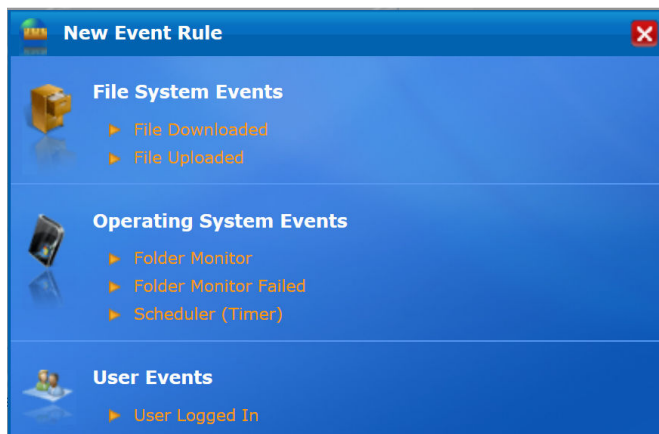 New Event Rule
File System Events
File Downloaded
File Uploaded
Operating System Events
Folder Monitor
Folder Monitor Failed
Scheduler (Timer)
User Events
User Logged In